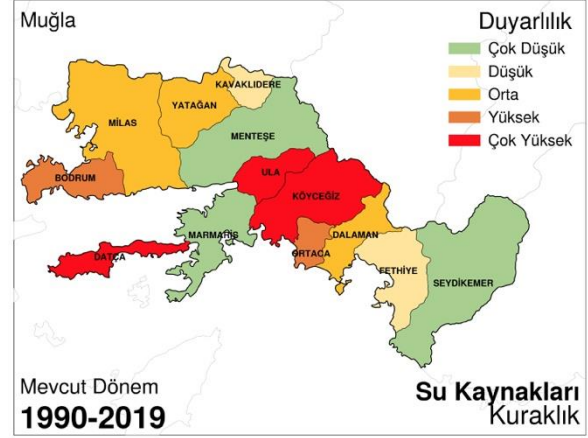 Muğla
Duyarlılık
Çok Düşük
Düşük
Orta
Yüksek
Çok Yüksek
KAVAKLIDERE
YATAĞAN
MİLAS
MENTEŞE
BODRUM
ULA
KÖYCEĞİZ
MARMARİS
DALAMAN
DATÇA
ORTACA
FETHİYE
SEYDİKEMER
Mevcut Dönem
1990-2019
Su Kaynakları
Kuraklık